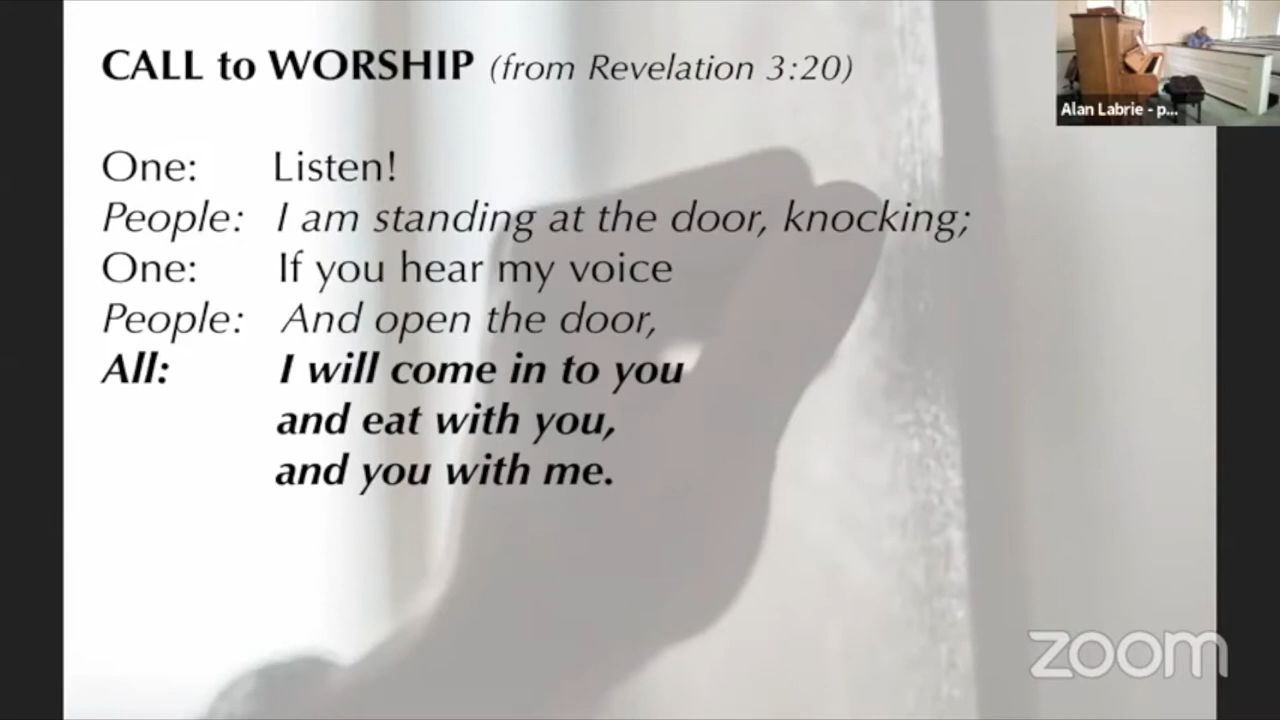 CALL to WORSHIP (from Revelation 3:20)
One: Listen!
People: I am standing at the door, knocking;
One: If you hear my voice
People: And open the door,
All: I will come in to you
and eat with you,
and you with me.
Alan Labrie - p...
zoom